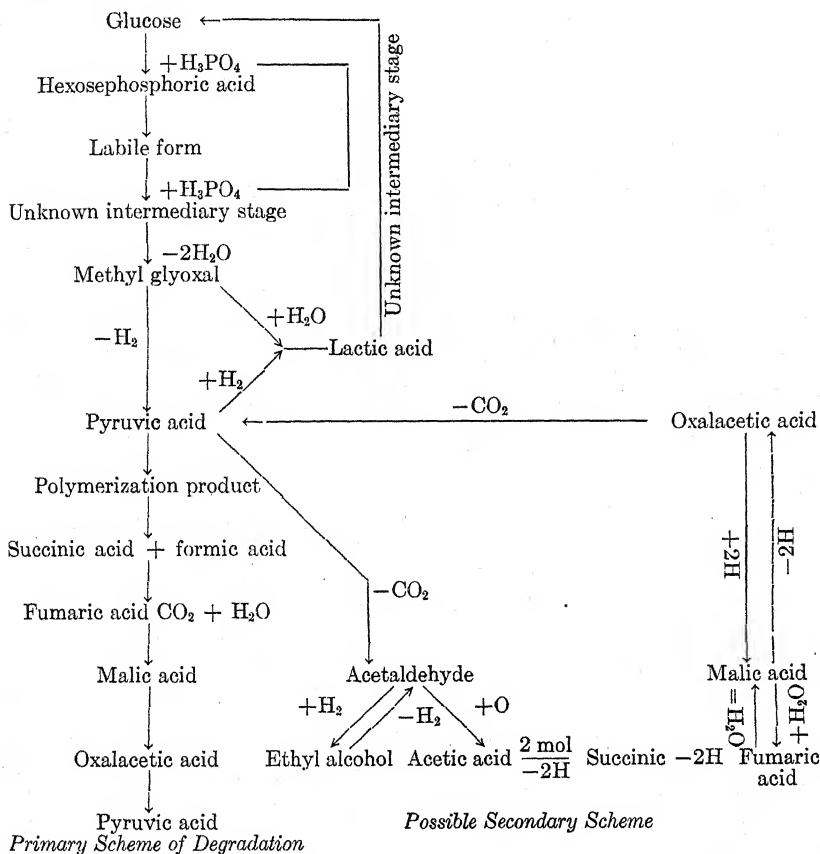 Glucose
+H₃PO₄
Hexosephosphoric acid
Labile form
+H₃PO₄
Unknown intermediary stage
−2H₂O
Methyl glyoxal
+H₂O
−H₂
Lactic acid
+H₂
Unknown intermediary stage
Pyruvic acid
−CO₂
Oxalacetic acid
Polymerization product
Succinic acid + formic acid
+2H
−2H
−CO₂
Fumaric acid CO₂ + H₂O
Malic acid
Acetaldehyde
Malic acid
+H₂
−H₂
+O
=H₂O
+H₂O
Oxalacetic acid
Ethyl alcohol
Acetic acid
2 mol
−2H
Succinic −2H
Fumaric
acid
Pyruvic acid
Primary Scheme of Degradation
Possible Secondary Scheme